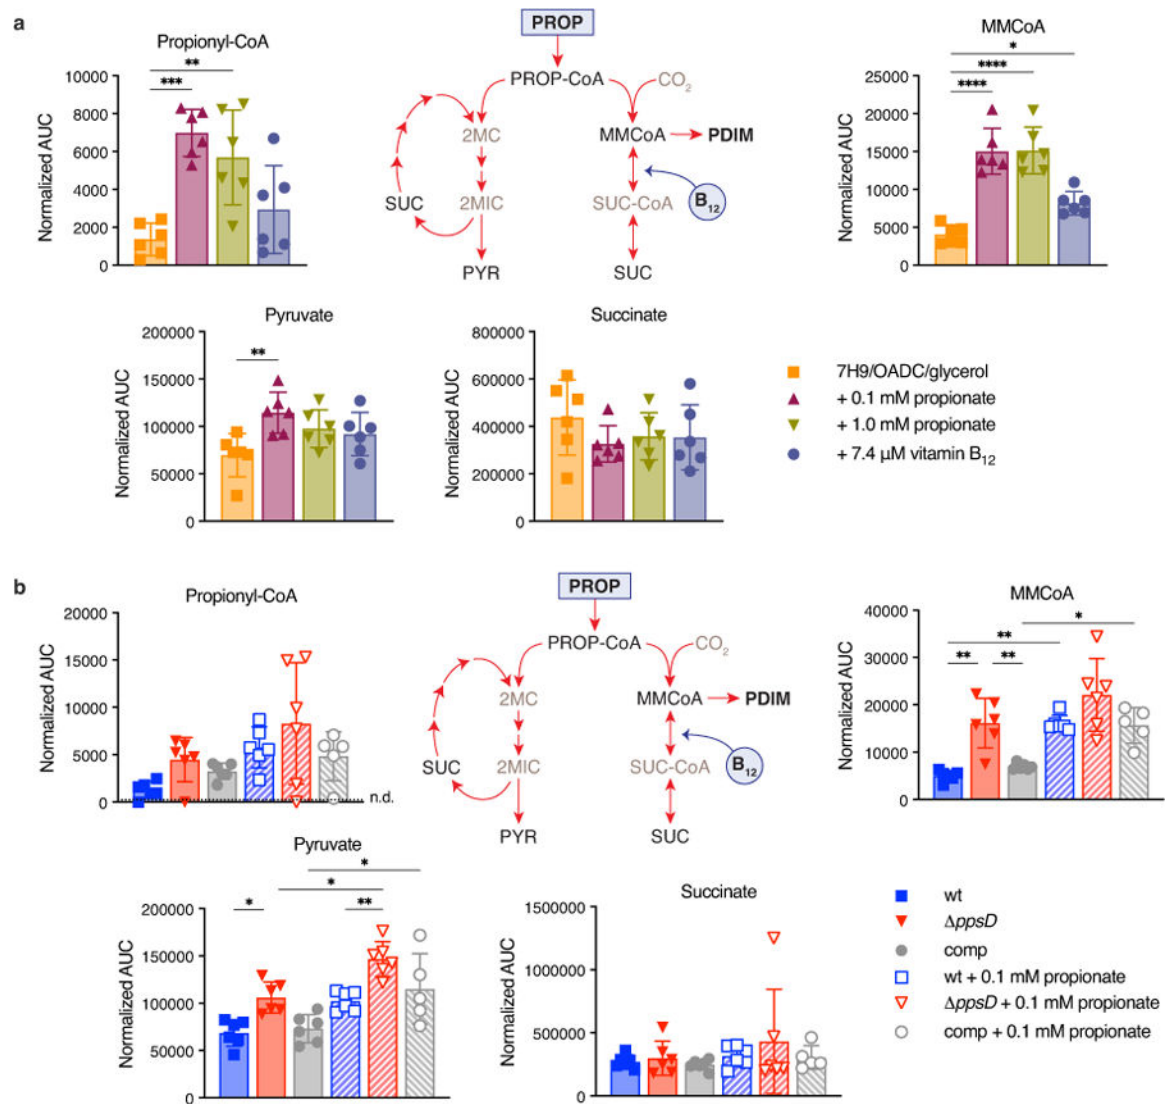 a
Propionyl-CoA
Normalized AUC
10000
8000
6000
4000
2000
0
**
***
PROP
PROP-CoA
CO2
2MC
MMCoA
PDIM
SUC
2MIC
SUC-CoA
B12
PYR
SUC
MMCoA
Normalized AUC
25000
20000
15000
10000
5000
0
*
****
****
Pyruvate
Normalized AUC
200000
150000
100000
50000
0
**
Succinate
Normalized AUC
800000
600000
400000
200000
0
7H9/OADC/glycerol
+ 0.1 mM propionate
+ 1.0 mM propionate
+ 7.4 µM vitamin B12
b
Propionyl-CoA
Normalized AUC
20000
15000
10000
5000
0
n.d.
PROP
PROP-CoA
CO2
2MC
MMCoA
PDIM
SUC
2MIC
SUC-CoA
B12
PYR
SUC
MMCoA
Normalized AUC
40000
30000
20000
10000
0
*
**
** **
Pyruvate
Normalized AUC
200000
150000
100000
50000
0
*
*
* **
Succinate
Normalized AUC
1500000
1000000
500000
0
wt
ΔppsD
comp
wt + 0.1 mM propionate
ΔppsD + 0.1 mM propionate
comp + 0.1 mM propionate